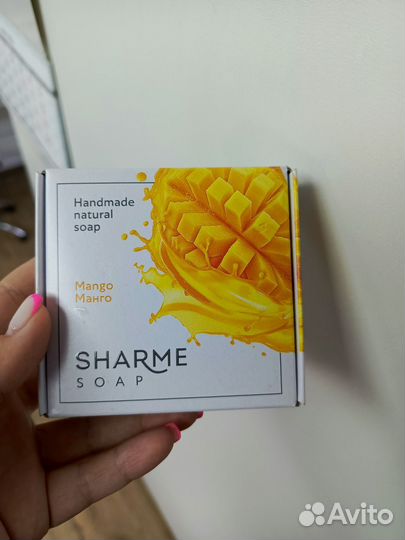 Handmade
natural
soap
Mango
Манго
SHARME
SOAP
Avito